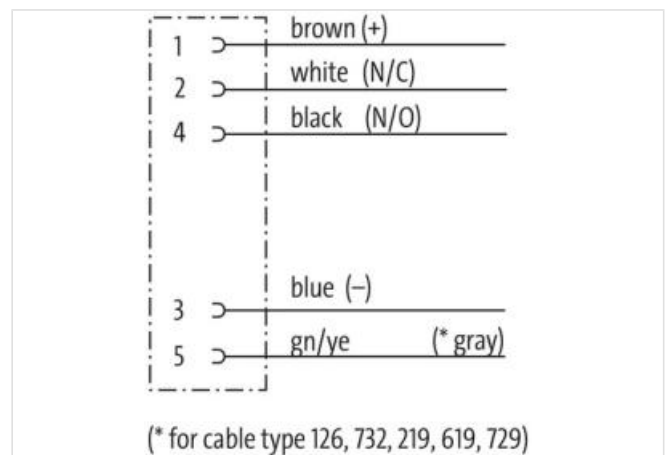 1 brown (+)
2 white (N/C)
4 black (N/O)
3 blue (–)
5 gn/ye (* gray)
(* for cable type 126, 732, 219, 619, 729)